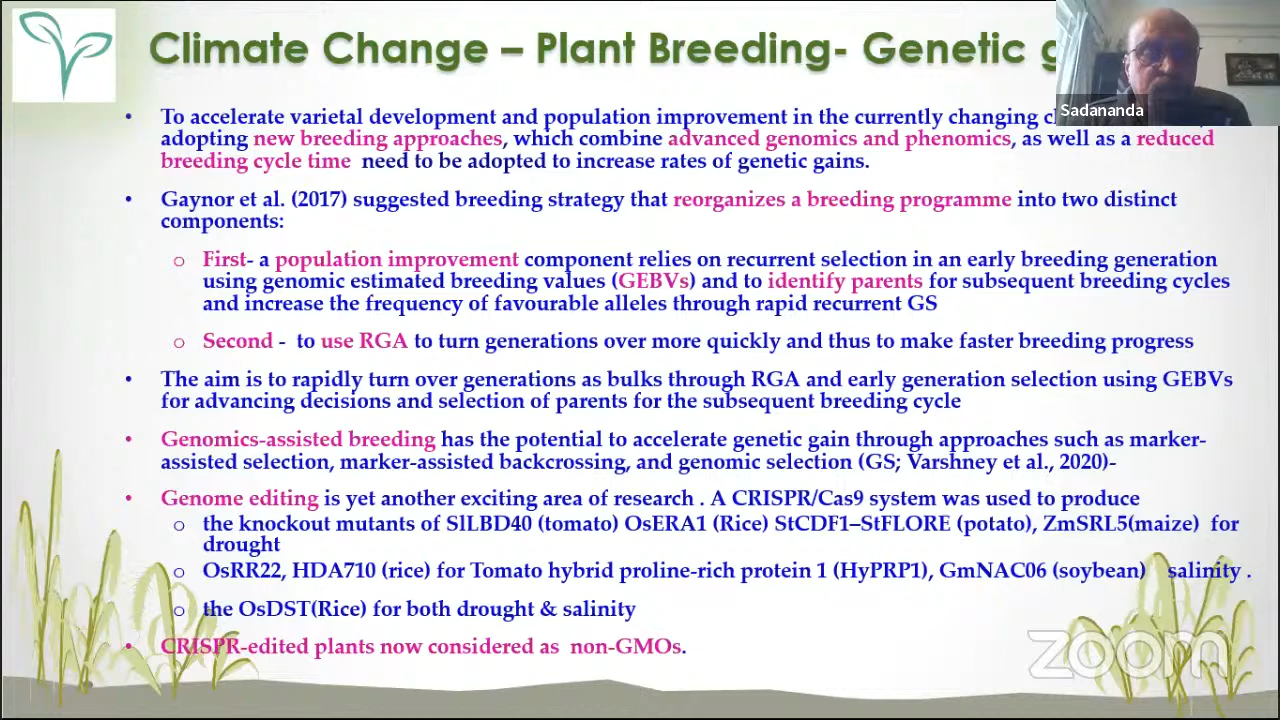 Climate Change – Plant Breeding- Genetic g
Sadananda
• To accelerate varietal development and population improvement in the currently changing
adopting new breeding approaches, which combine advanced genomics and phenomics, as well as a reduced
breeding cycle time need to be adopted to increase rates of genetic gains.
• Gaynor et al. (2017) suggested breeding strategy that reorganizes a breeding programme into two distinct
components:
o First- a population improvement component relies on recurrent selection in an early breeding generation
using genomic estimated breeding values (GEBVs) and to identify parents for subsequent breeding cycles
and increase the frequency of favourable alleles through rapid recurrent GS
o Second - to use RGA to turn generations over more quickly and thus to make faster breeding progress
• The aim is to rapidly turn over generations as bulks through RGA and early generation selection using GEBVs
for advancing decisions and selection of parents for the subsequent breeding cycle
• Genomics-assisted breeding has the potential to accelerate genetic gain through approaches such as marker-
assisted selection, marker-assisted backcrossing, and genomic selection (GS; Varshney et al., 2020)-
• Genome editing is yet another exciting area of research . A CRISPR/Cas9 system was used to produce
o the knockout mutants of SlLBD40 (tomato) OsERA1 (Rice) StCDF1–StFLORE (potato), ZmSRL5(maize) for
drought
o OsRR22, HDA710 (rice) for Tomato hybrid proline-rich protein 1 (HyPRP1), GmNAC06 (soybean) salinity .
o the OsDST(Rice) for both drought & salinity
• CRISPR-edited plants now considered as non-GMOs.
zoom